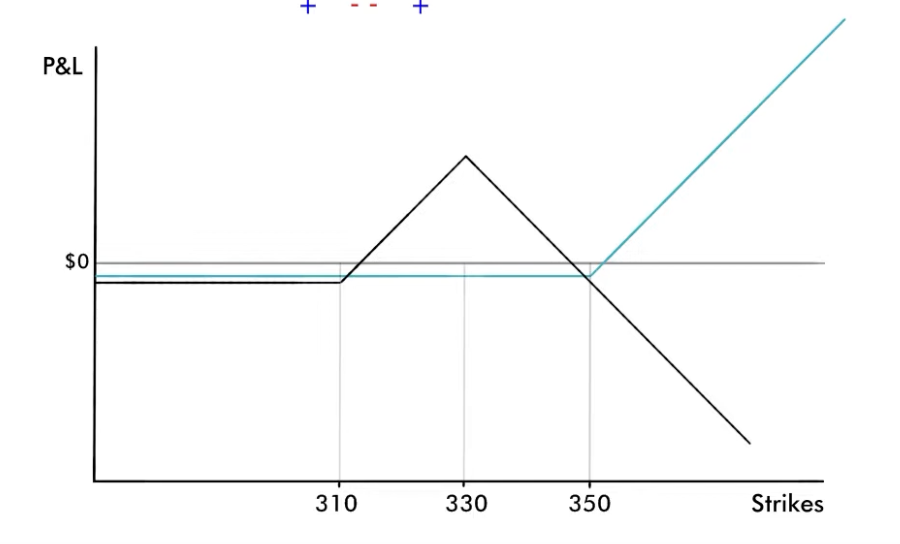 + - - +
P&L
$0
310 330 350 Strikes